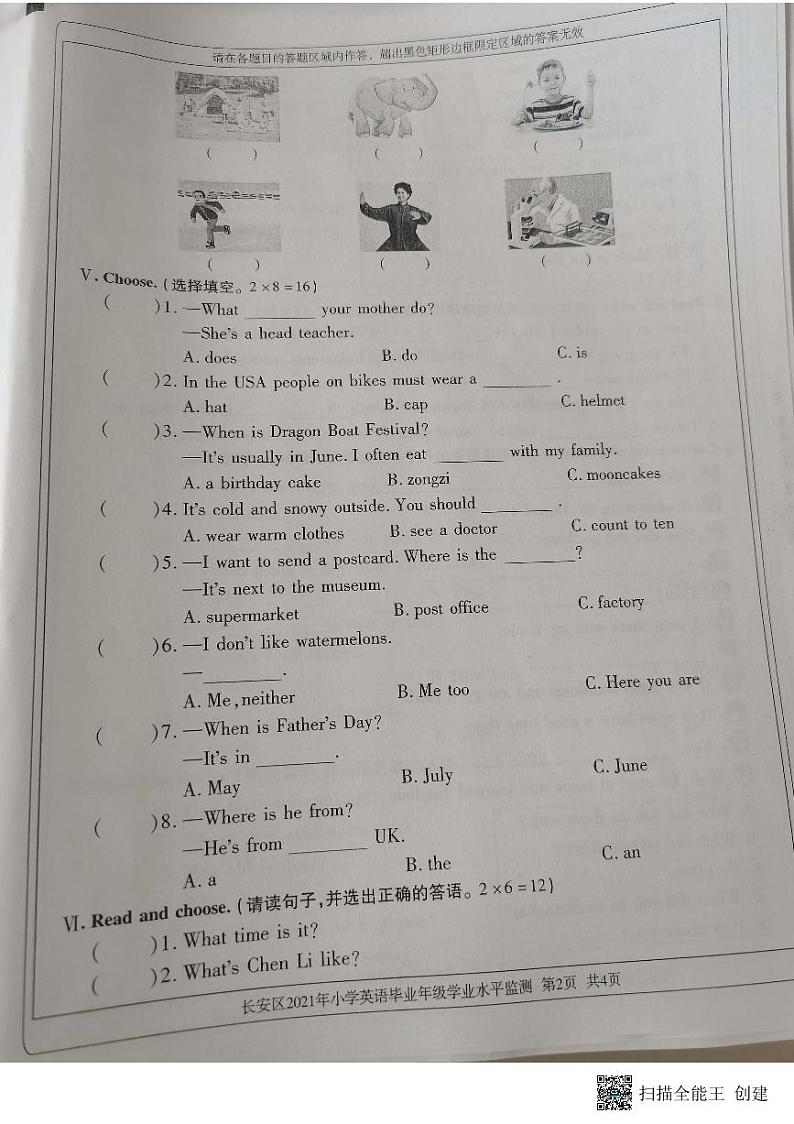 请在各题目的答题区域内作答，超出黑色矩形边框限定区域的答案无效
( ) ( ) ( )
( ) ( ) ( )
Ⅴ. Choose. (选择填空。2×8=16)
( )1. —What ________ your mother do?
—She's a head teacher.
A. does B. do C. is
( )2. In the USA people on bikes must wear a ________ .
A. hat B. cap C. helmet
( )3. —When is Dragon Boat Festival?
—It's usually in June. I often eat ________ with my family.
A. a birthday cake B. zongzi C. mooncakes
( )4. It's cold and snowy outside. You should ________ .
A. wear warm clothes B. see a doctor C. count to ten
( )5. —I want to send a postcard. Where is the ________?
—It's next to the museum.
A. supermarket B. post office C. factory
( )6. —I don't like watermelons.
—________.
A. Me,neither B. Me too C. Here you are
( )7. —When is Father's Day?
—It's in ________.
A. May B. July C. June
( )8. —Where is he from?
—He's from ________ UK.
A. a B. the C. an
Ⅵ. Read and choose. (请读句子,并选出正确的答语。2×6=12)
( )1. What time is it?
( )2. What's Chen Li like?
长安区2021年小学英语毕业年级学业水平监测 第2页 共4页
扫描全能王 创建